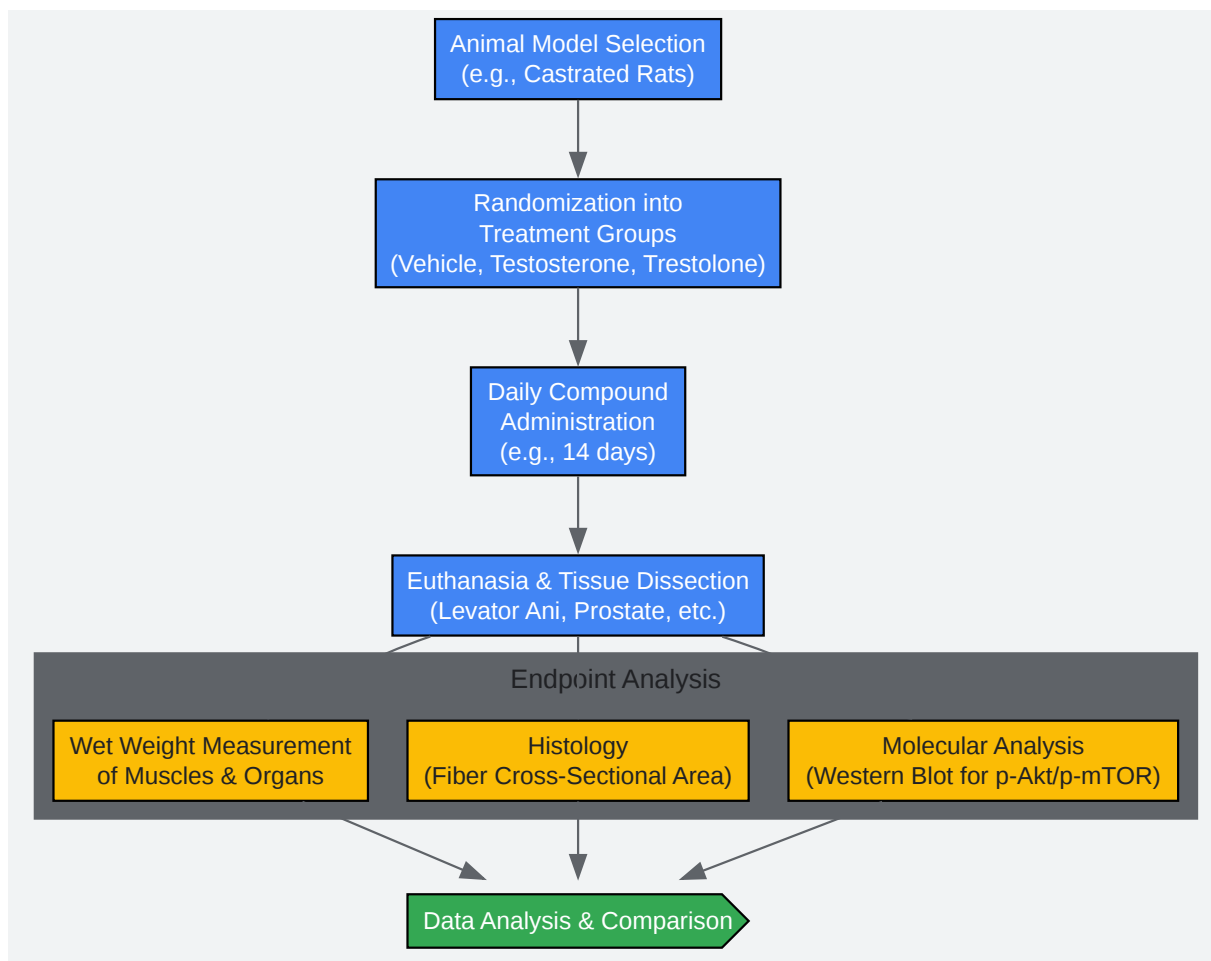 Animal Model Selection
(e.g., Castrated Rats)
Randomization into
Treatment Groups
(Vehicle, Testosterone, Trestolone)
Daily Compound
Administration
(e.g., 14 days)
Euthanasia & Tissue Dissection
(Levator Ani, Prostate, etc.)
Endpoint Analysis
Wet Weight Measurement
of Muscles & Organs
Histology
(Fiber Cross-Sectional Area)
Molecular Analysis
(Western Blot for p-Akt/p-mTOR)
Data Analysis & Comparison